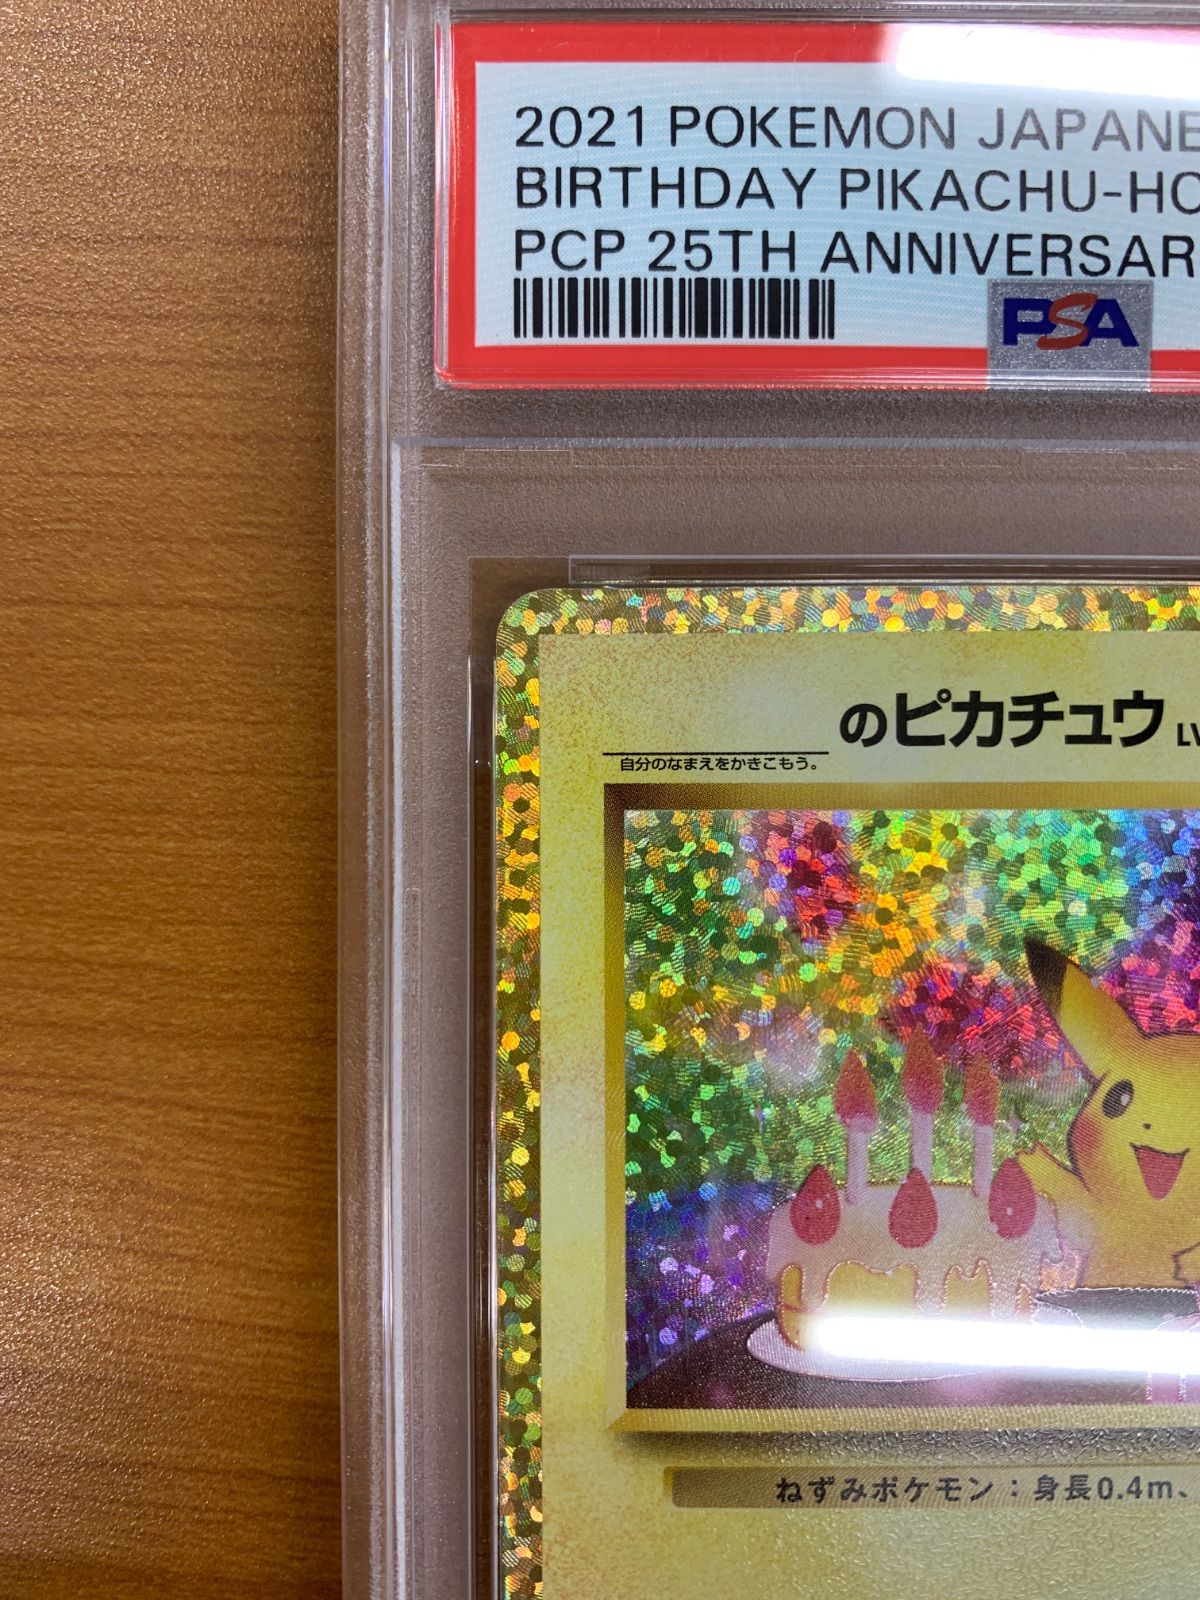 2021 POKEMON JAPANE
BIRTHDAY PIKACHU-HO
PCP 25TH ANNIVERSAR
PSA
のピカチュウ LV
自分のなまえをかきこもう。
ねずみポケモン：身長0.4m、